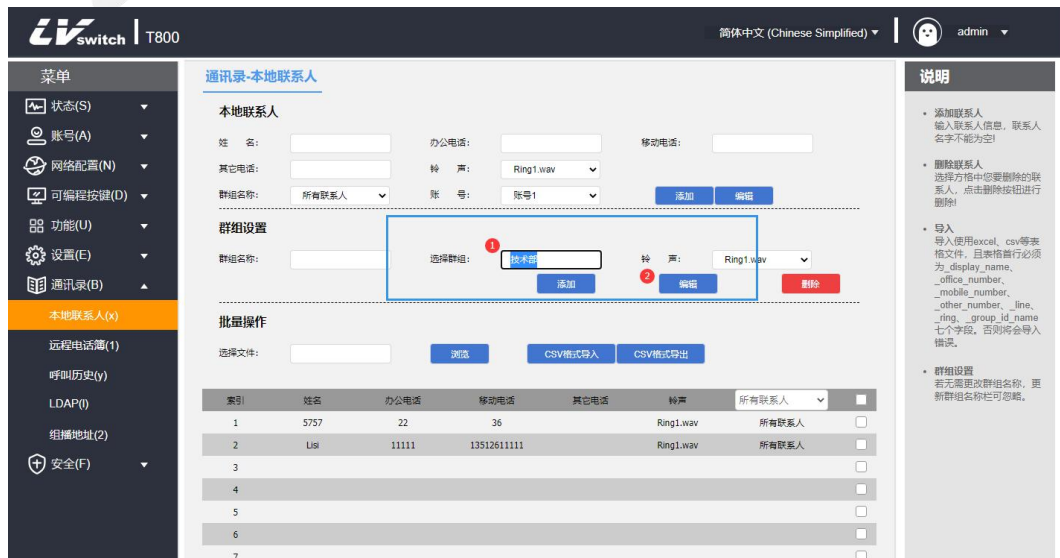 LVswitch | T800
简体中文 (Chinese Simplified) ▾
admin ▾
菜单
状态(S)
账号(A)
网络配置(N)
可编程按键(D)
功能(U)
设置(E)
通讯录(B)
本地联系人(x)
远程电话簿(1)
呼叫历史(y)
LDAP(l)
组播地址(2)
安全(F)
通讯录-本地联系人
本地联系人
姓 名:
办公电话:
移动电话:
其它电话:
铃 声: Ring1.wav
群组名称: 所有联系人
账 号: 账号1
添加 编辑
群组设置
群组名称:
1
选择群组: 技术部
铃 声: Ring1.wav
添加
2
编辑
删除
批量操作
选择文件:
浏览
CSV格式导入
CSV格式导出
索引 姓名 办公电话 移动电话 其它电话 铃声 所有联系人
1 5757 22 36 Ring1.wav 所有联系人
2 Lisi 11111 13512611111 Ring1.wav 所有联系人
3
4
5
6
7
说明
• 添加联系人
输入联系人信息，联系人
名字不能为空!
• 删除联系人
选择方格中您要删除的联
系人，点击删除按钮进行
删除!
• 导入
导入使用excel、csv等表
格文件，且表格首行必须
为_display_name、
_office_number、
_mobile_number、
_other_number、_line、
_ring、_group_id_name
七个字段。否则将会导入
错误。
• 群组设置
若无需更改群组名称，更
新群组名称栏可忽略。